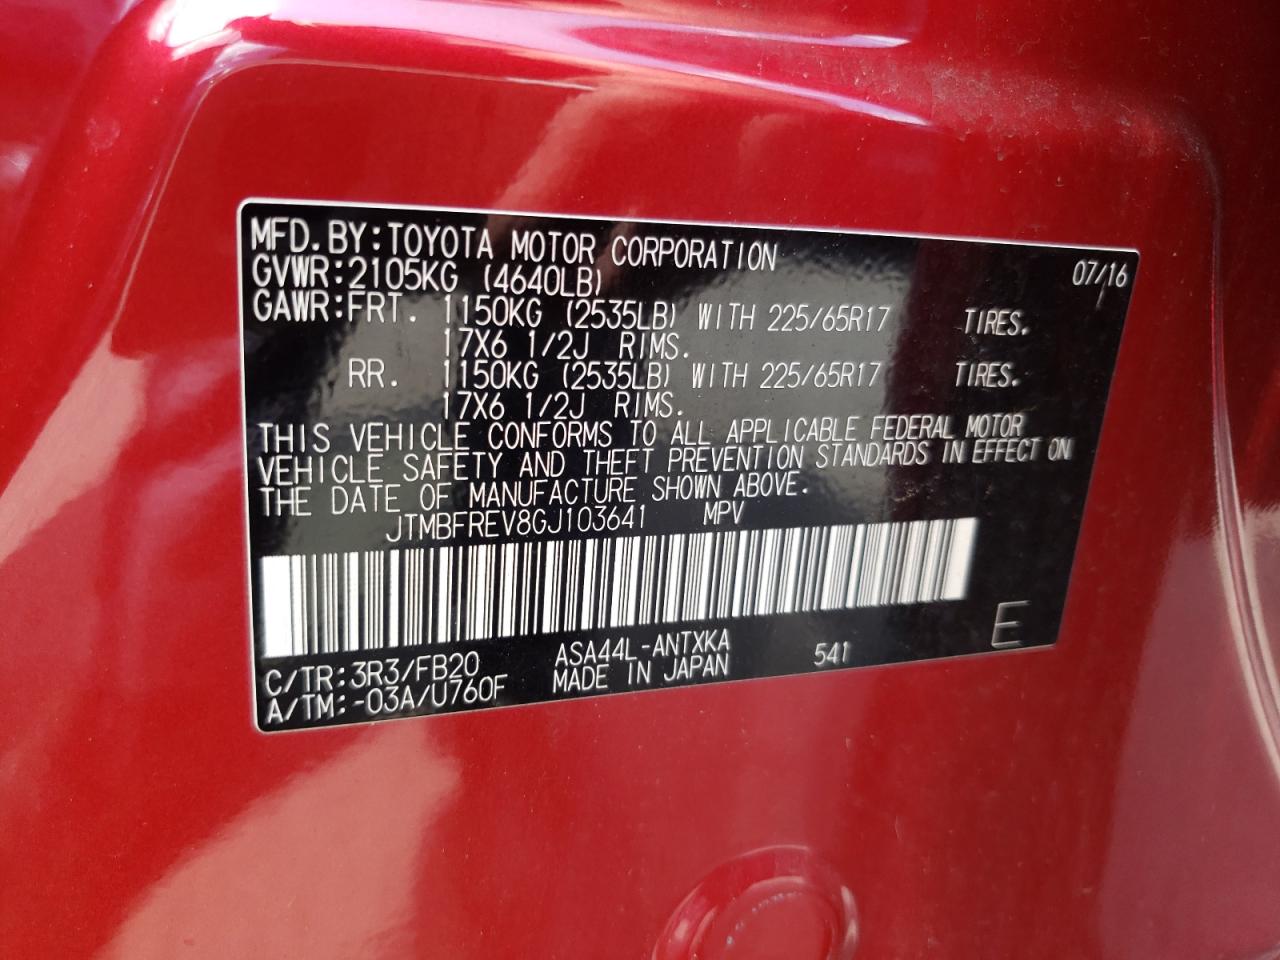 MFD. BY: TOYOTA MOTOR CORPORATION 07/16
GVWR: 2105KG (4640LB)
GAWR: FRT. 1150KG (2535LB) WITH 225/65R17 TIRES.
17X6 1/2J RIMS.
RR. 1150KG (2535LB) WITH 225/65R17 TIRES.
17X6 1/2J RIMS.
THIS VEHICLE CONFORMS TO ALL APPLICABLE FEDERAL MOTOR
VEHICLE SAFETY AND THEFT PREVENTION STANDARDS IN EFFECT ON
THE DATE OF MANUFACTURE SHOWN ABOVE.
JTMBFREV8GJ103641 MPV
C/TR: 3R3/FB20 ASA44L-ANTXKA 541 E
A/TM: -03A/U760F MADE IN JAPAN